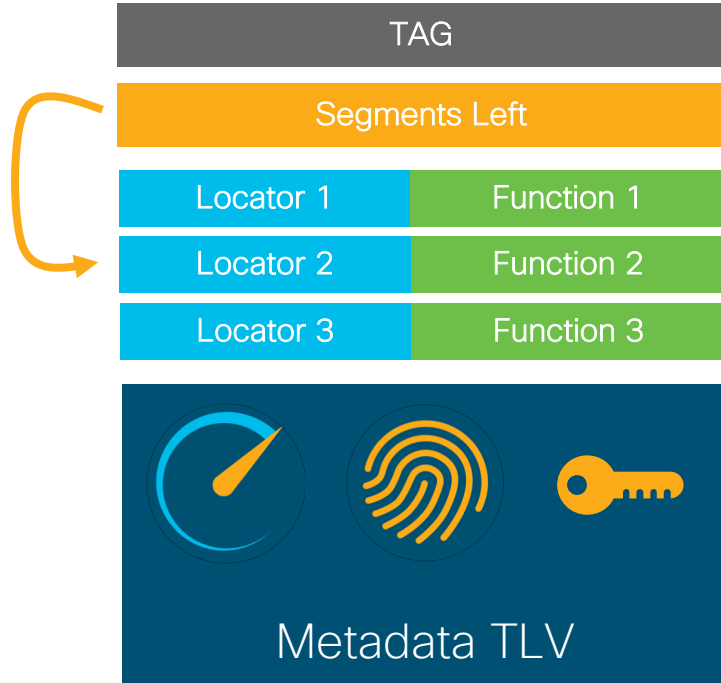 TAG
Segments Left
Locator 1 Function 1
Locator 2 Function 2
Locator 3 Function 3
Metadata TLV